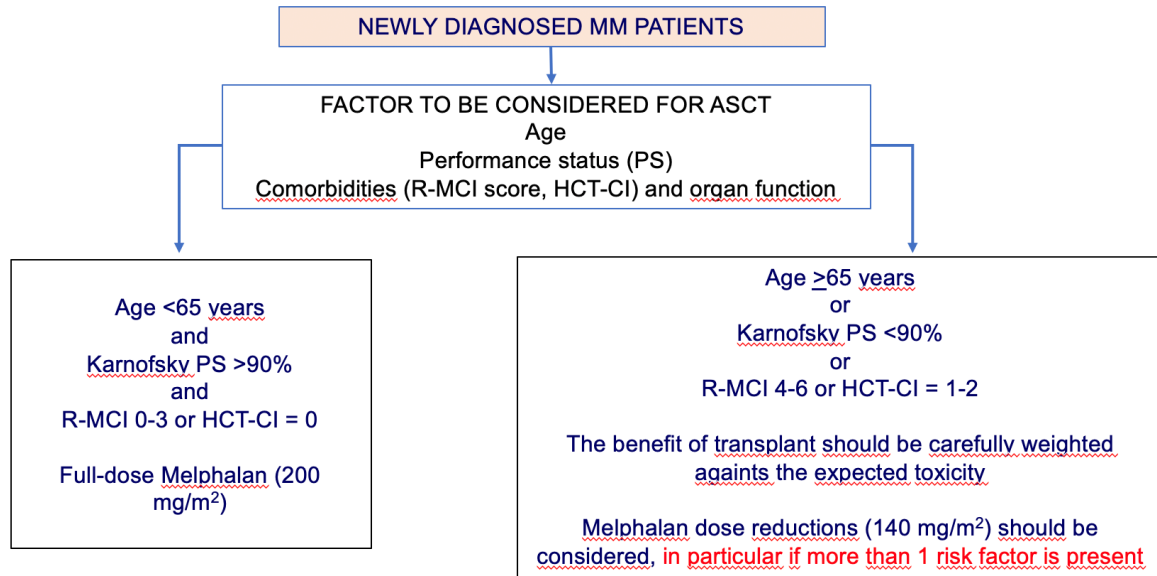 NEWLY DIAGNOSED MM PATIENTS
FACTOR TO BE CONSIDERED FOR ASCT
Age
Performance status (PS)
Comorbidities (R-MCI score, HCT-CI) and organ function
Age <65 years
and
Karnofsky PS >90%
and
R-MCI 0-3 or HCT-CI = 0
Full-dose Melphalan (200
mg/m²)
Age ≥65 years
or
Karnofsky PS <90%
or
R-MCI 4-6 or HCT-CI = 1-2
The benefit of transplant should be carefully weighted
againts the expected toxicity
Melphalan dose reductions (140 mg/m²) should be
considered, in particular if more than 1 risk factor is present